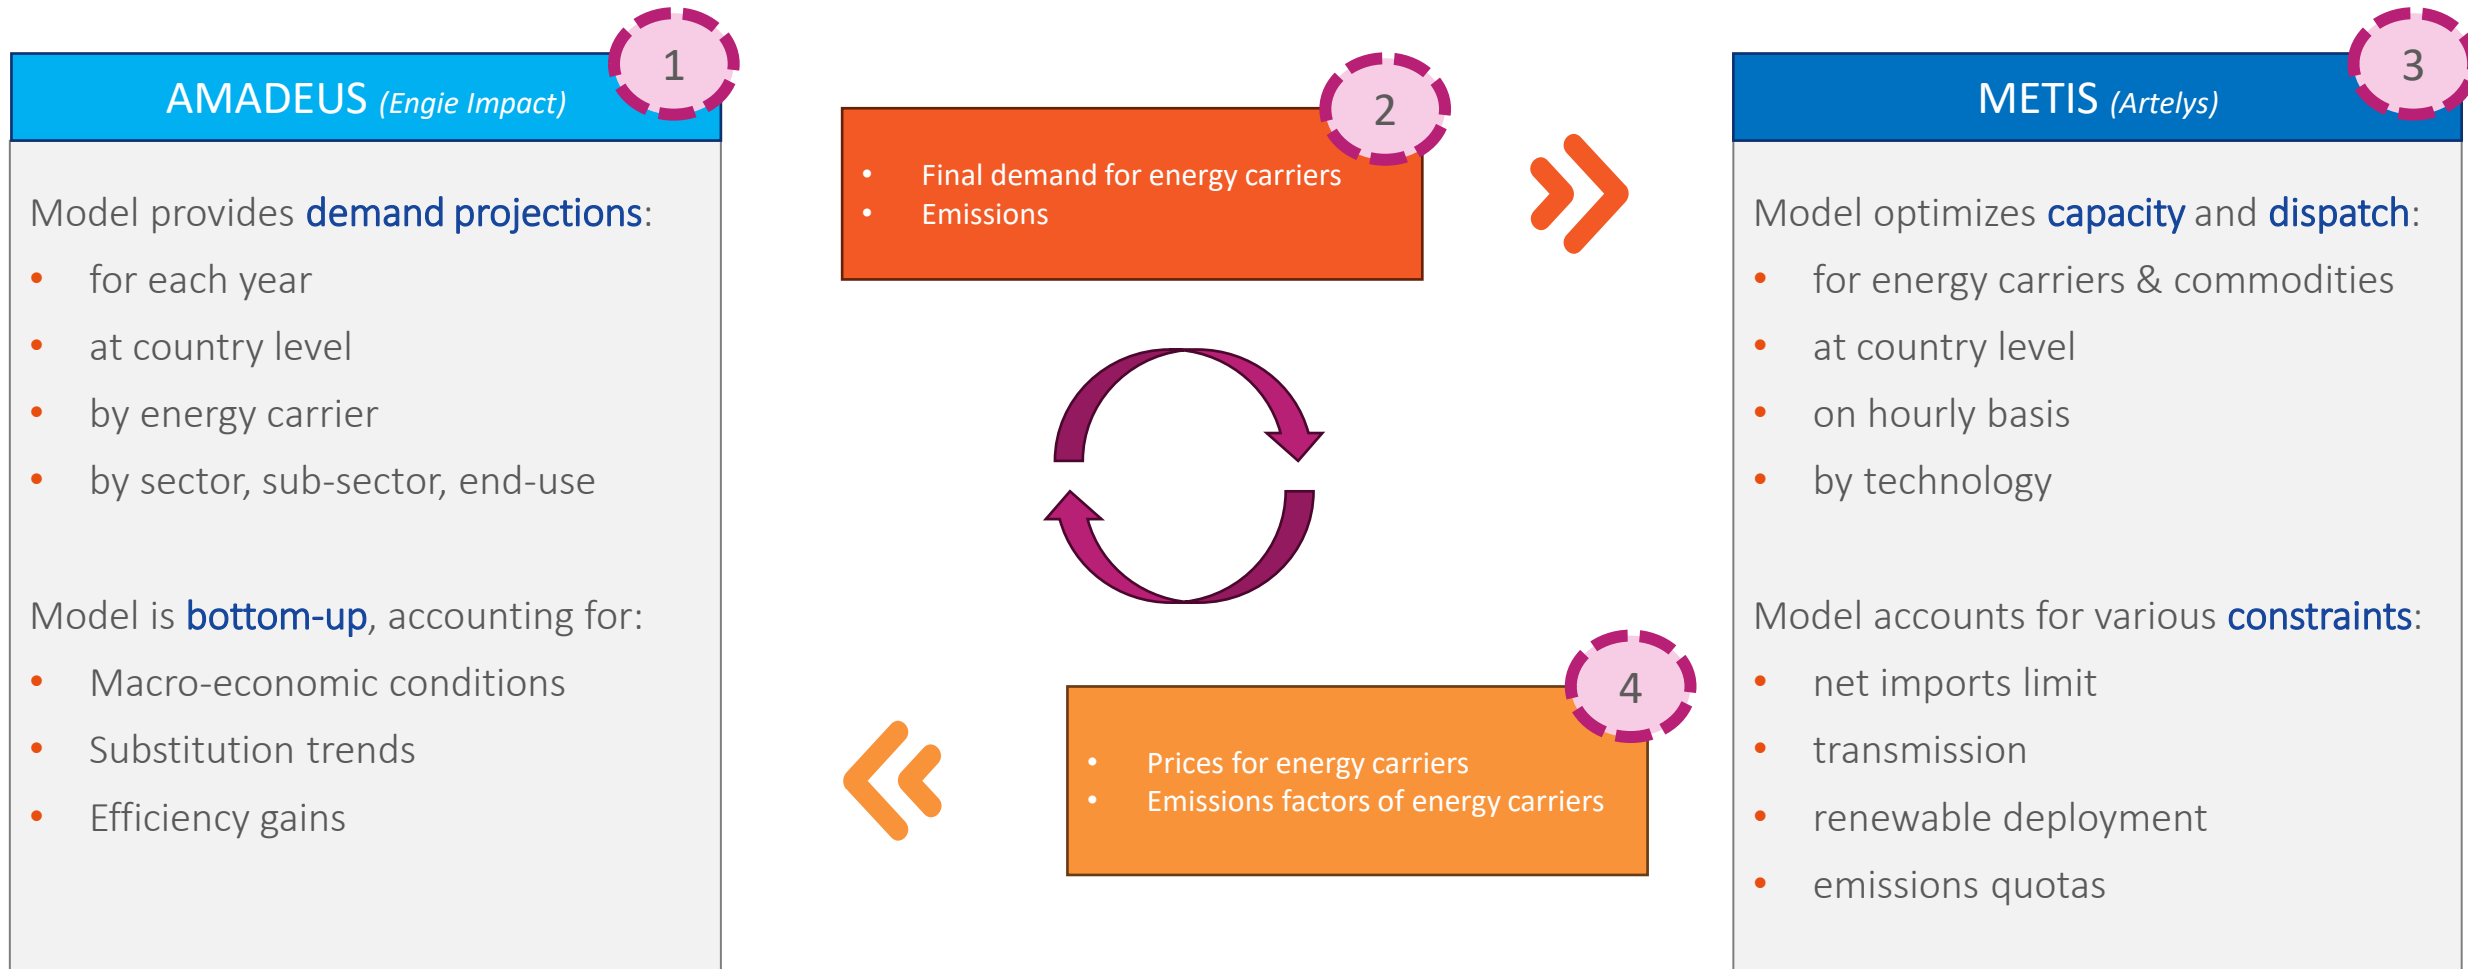 1
AMADEUS (Engie Impact)
Model provides demand projections:
• for each year
• at country level
• by energy carrier
• by sector, sub-sector, end-use
Model is bottom-up, accounting for:
• Macro-economic conditions
• Substitution trends
• Efficiency gains
2
• Final demand for energy carriers
• Emissions
3
METIS (Artelys)
Model optimizes capacity and dispatch:
• for energy carriers & commodities
• at country level
• on hourly basis
• by technology
Model accounts for various constraints:
• net imports limit
• transmission
• renewable deployment
• emissions quotas
4
• Prices for energy carriers
• Emissions factors of energy carriers